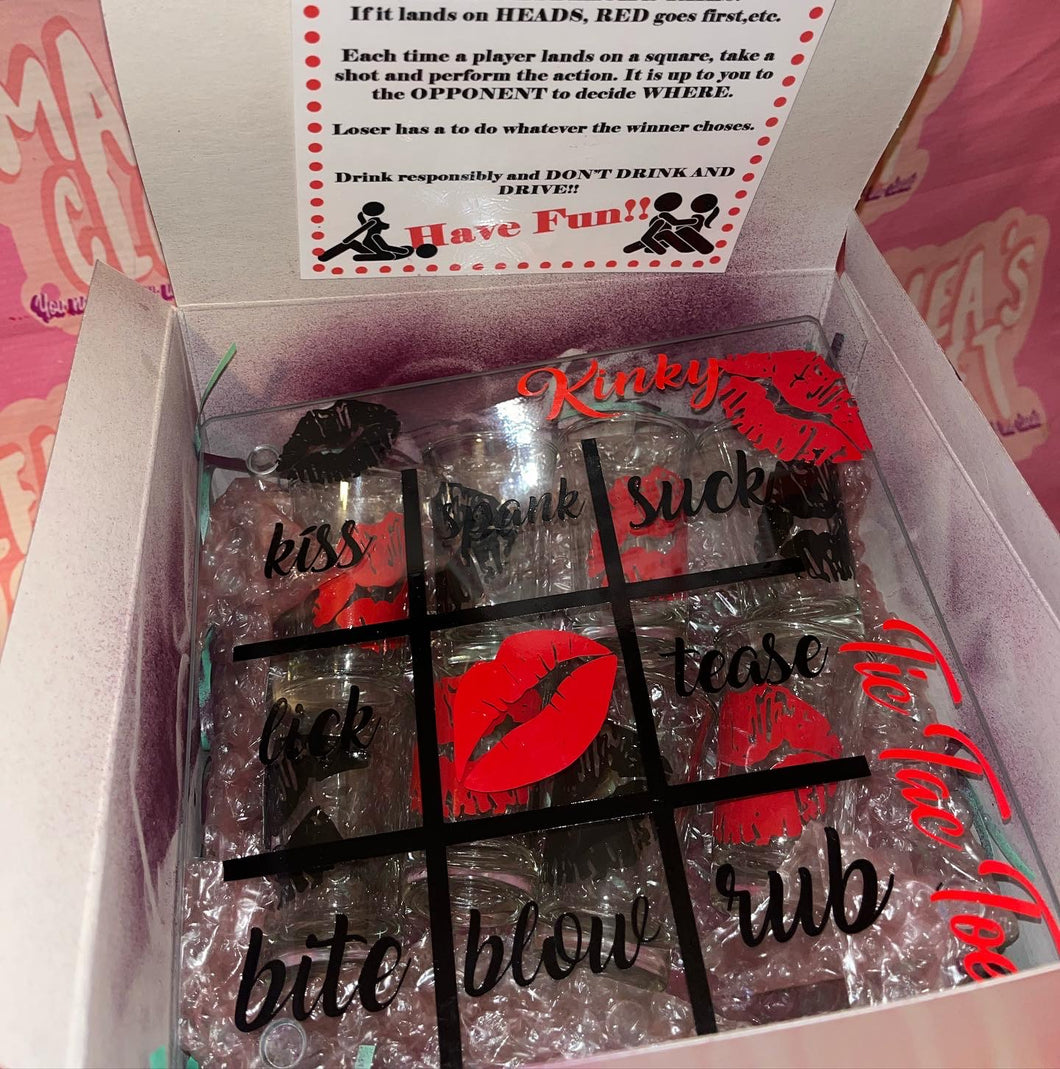 If it lands on HEADS, RED goes first,etc.
Each time a player lands on a square, take a
shot and perform the action. It is up to you to
the OPPONENT to decide WHERE.
Loser has a to do whatever the winner choses.
Drink responsibly and DON'T DRINK AND
DRIVE!!
Have Fun!!
Kinky
kiss spank suck
lick tease
bite blow rub
Tic Tac Toe